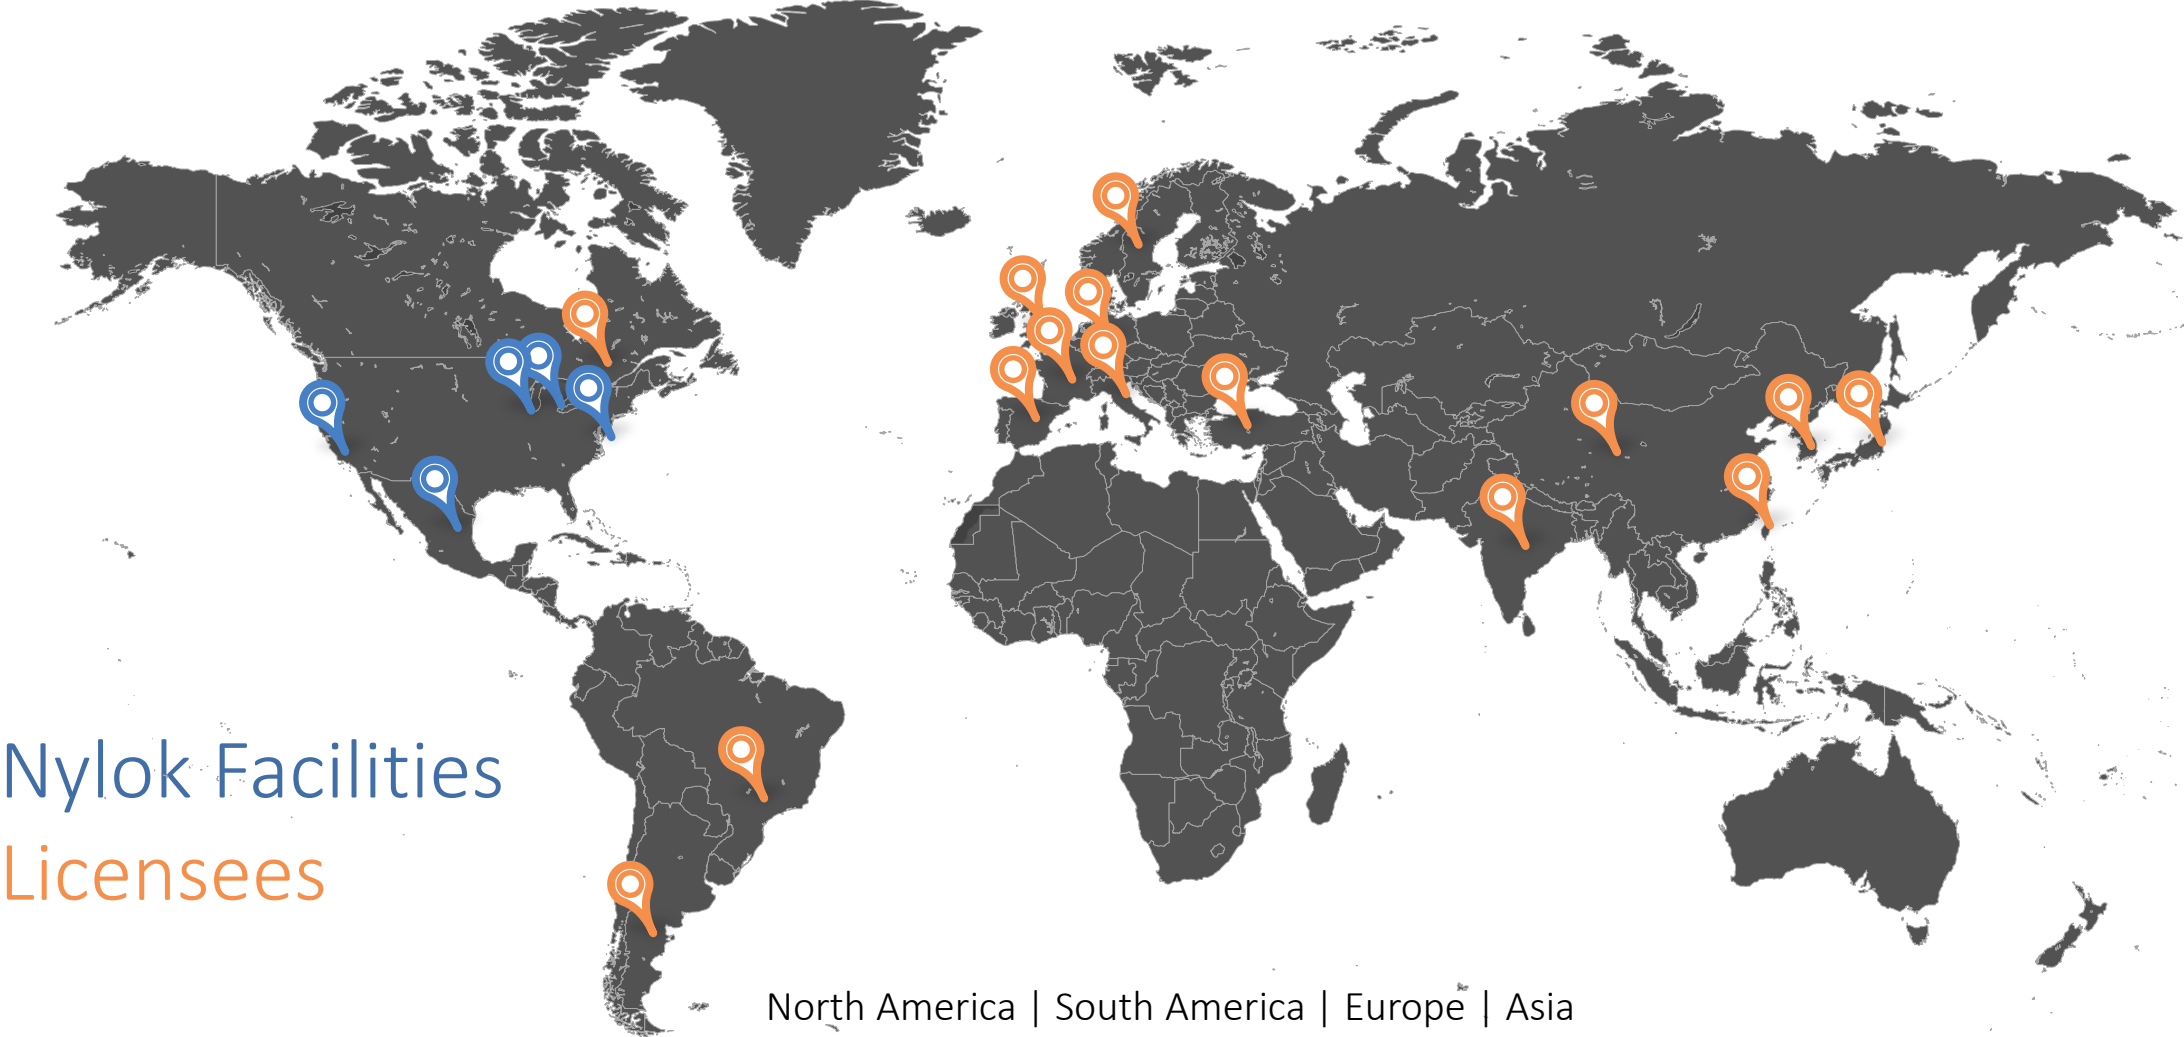 Nylok Facilities
Licensees
North America | South America | Europe | Asia